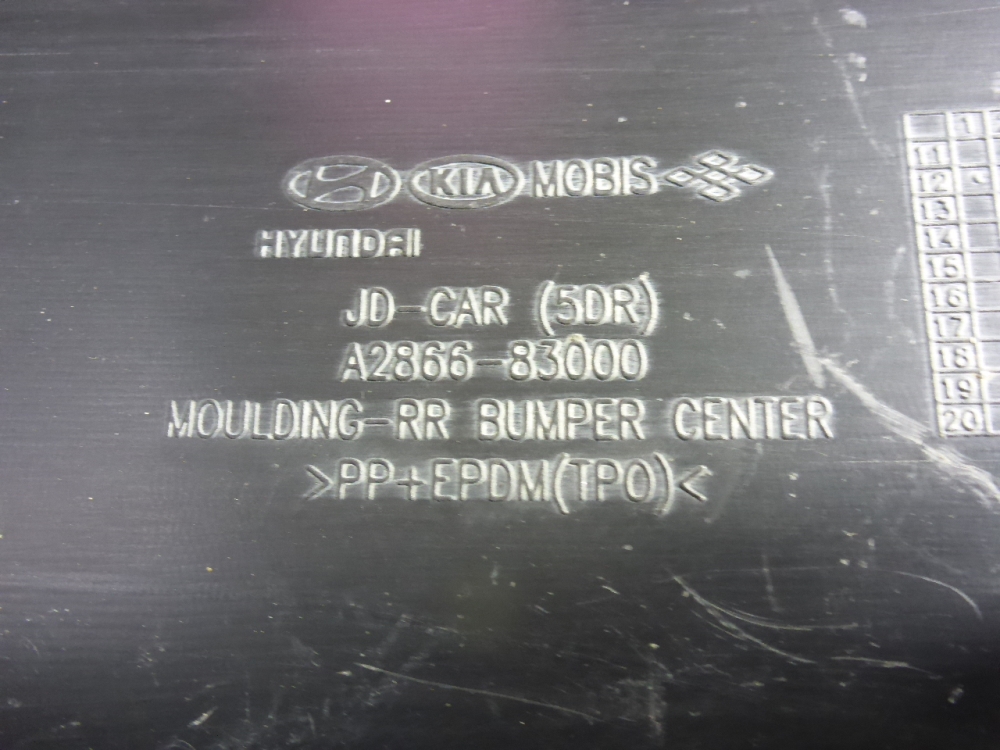 KIA MOBIS
HYUNDAI
JD-CAR (5DR)
A2866-83000
MOULDING-RR BUMPER CENTER
>PP+EPDM(TPO)<
1
11
12
13
14
15
16
17
18
19
20